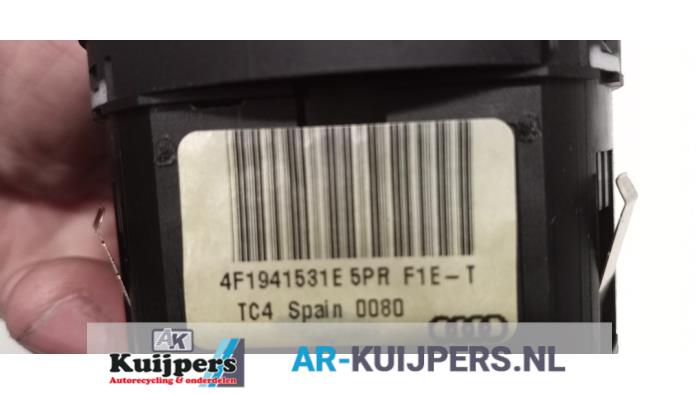 4F1941531E 5PR F1E-T
TC4 Spain 0080
AK
Kuijpers
Autorecycling & onderdelen
AR-KUIJPERS.NL